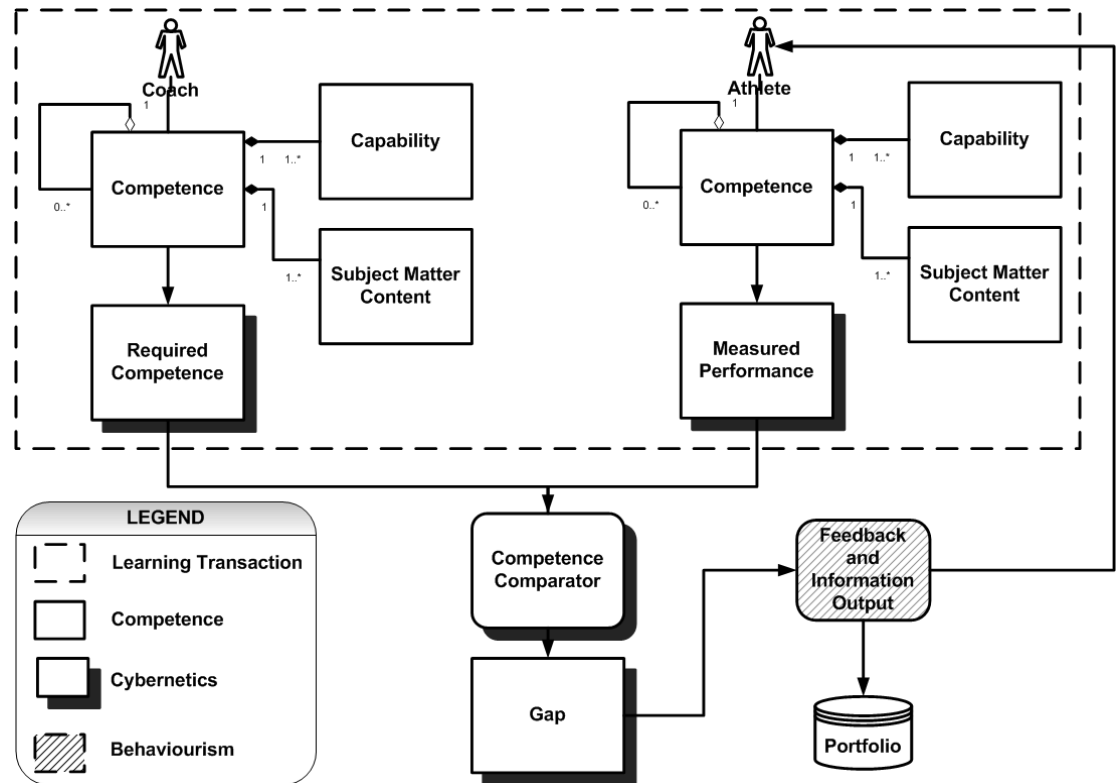 Coach
1
Capability
1
1..*
Competence
0..*
1
1..*
Subject Matter
Content
Required
Competence
Athlete
1
Capability
1
1..*
Competence
0..*
1
1..*
Subject Matter
Content
Measured
Performance
LEGEND
Learning Transaction
Competence
Cybernetics
Behaviourism
Competence
Comparator
Gap
Feedback
and
Information
Output
Portfolio